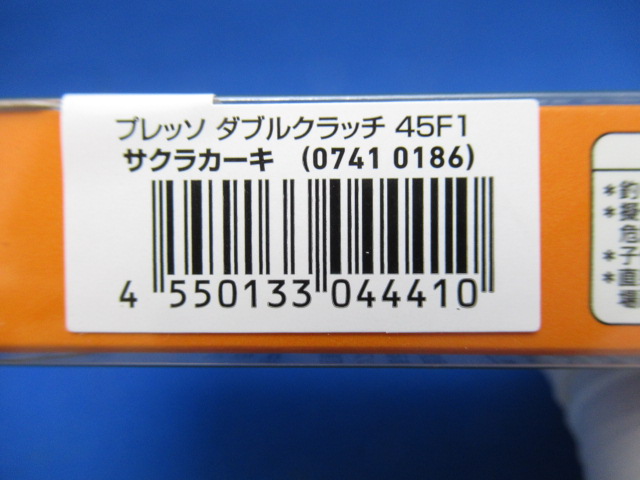 プレッソ ダブルクラッチ 45F1
サクラカーキ (0741 0186)
4 550133 044410